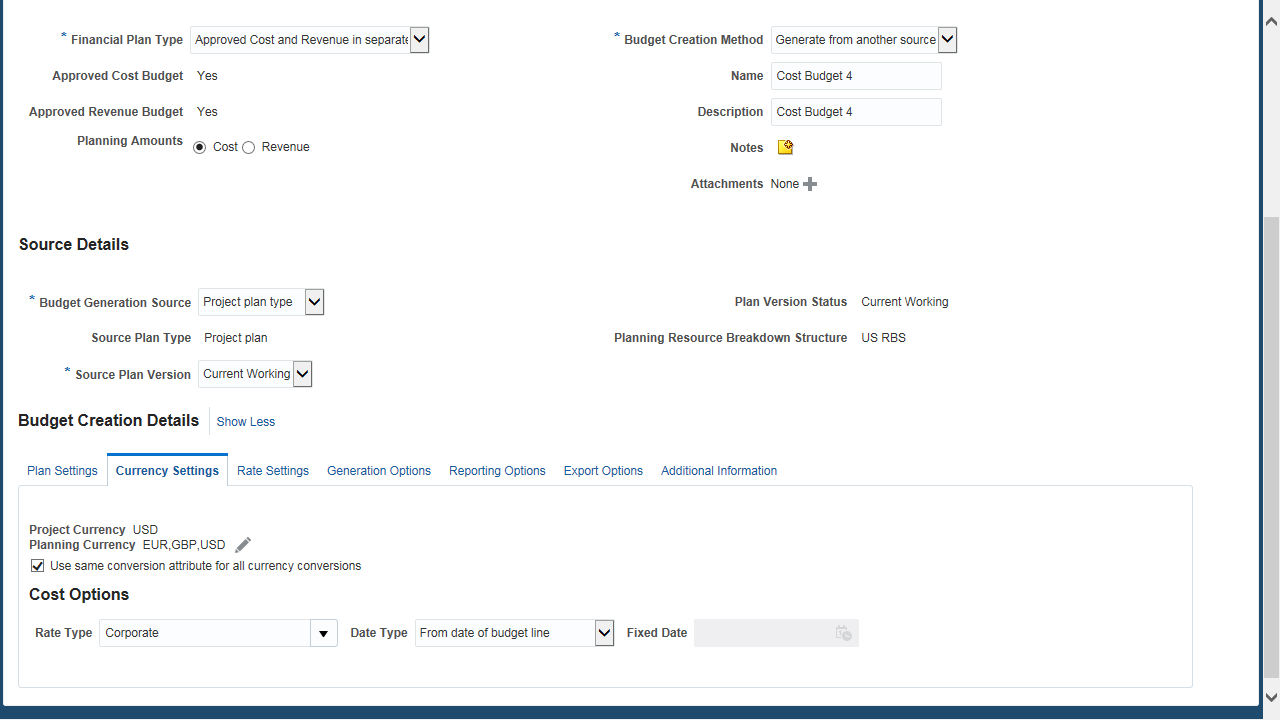 * Financial Plan Type Approved Cost and Revenue in separate
Approved Cost Budget Yes
Approved Revenue Budget Yes
Planning Amounts Cost Revenue
* Budget Creation Method Generate from another source
Name Cost Budget 4
Description Cost Budget 4
Notes
Attachments None
Source Details
* Budget Generation Source Project plan type
Source Plan Type Project plan
* Source Plan Version Current Working
Plan Version Status Current Working
Planning Resource Breakdown Structure US RBS
Budget Creation Details Show Less
Plan Settings Currency Settings Rate Settings Generation Options Reporting Options Export Options Additional Information
Project Currency USD
Planning Currency EUR,GBP,USD
Use same conversion attribute for all currency conversions
Cost Options
Rate Type Corporate Date Type From date of budget line Fixed Date